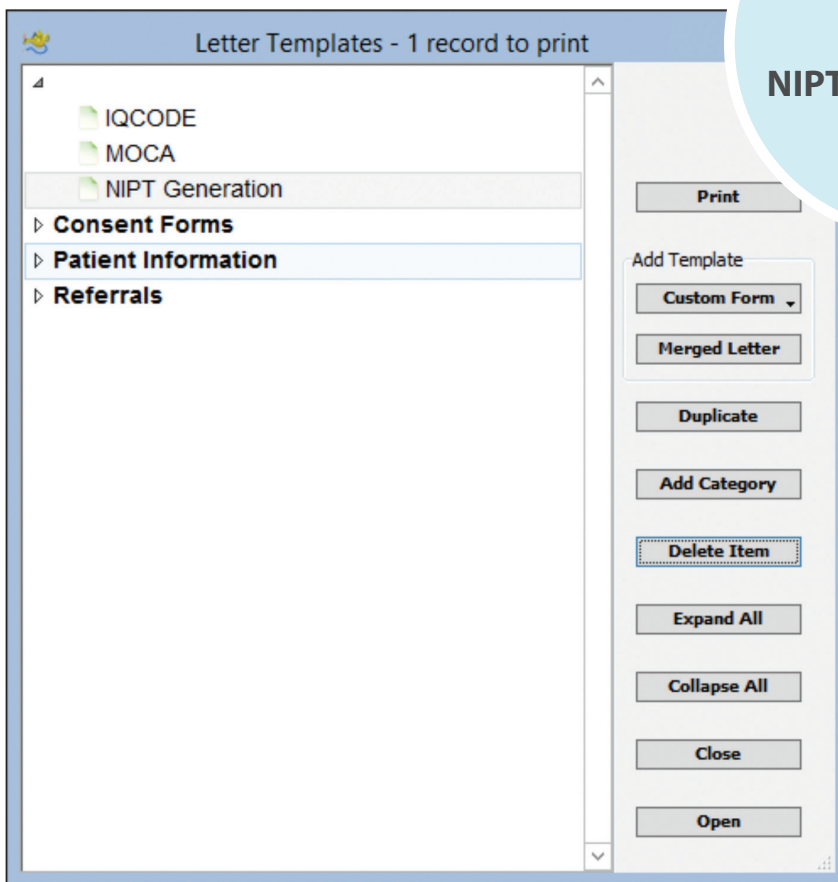 Letter Templates - 1 record to print
NIPT
IQCODE
MOCA
NIPT Generation
Consent Forms
Patient Information
Referrals
Print
Add Template
Custom Form
Merged Letter
Duplicate
Add Category
Delete Item
Expand All
Collapse All
Close
Open